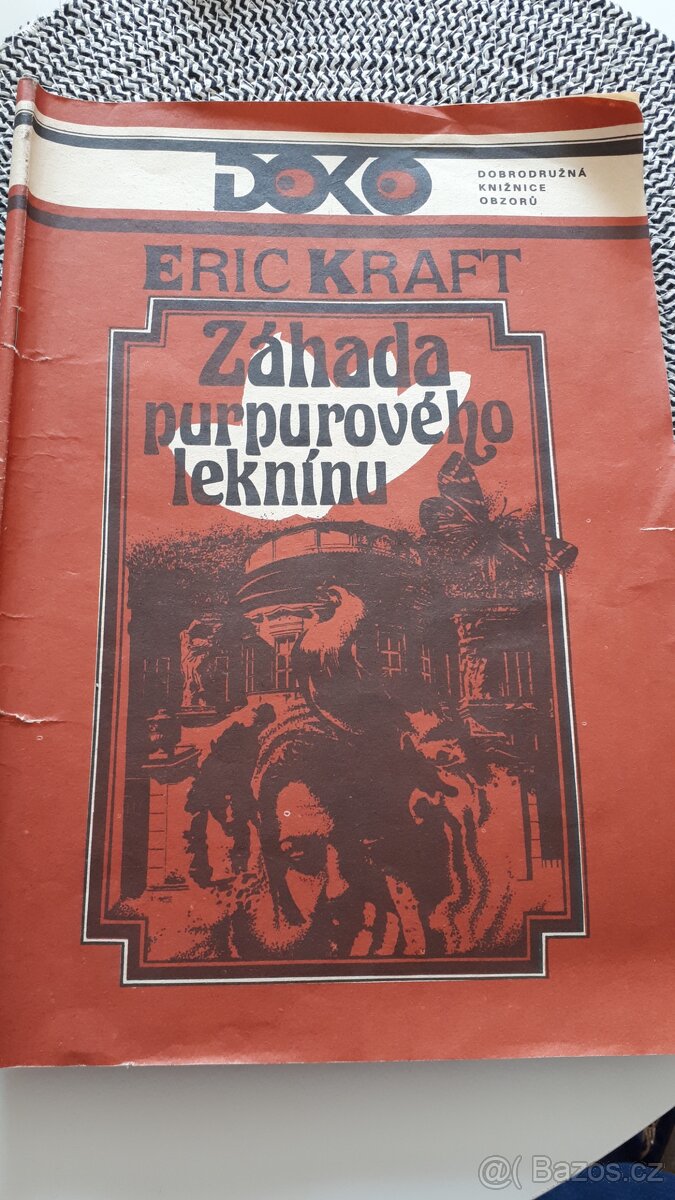 DOKO
DOBRODRUŽNÁ
KNIŽNICE
OBZORŮ
ERIC KRAFT
Záhada
purpurového
leknínu
@( Bazos.cz